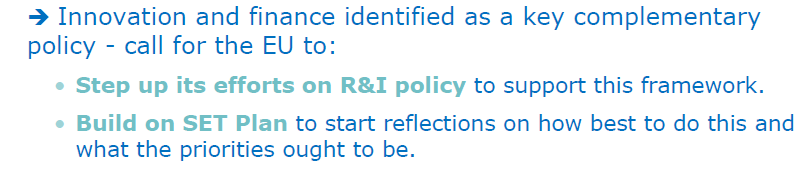 ➔ Innovation and finance identified as a key complementary
policy - call for the EU to:
• Step up its efforts on R&I policy to support this framework.
• Build on SET Plan to start reflections on how best to do this and
what the priorities ought to be.